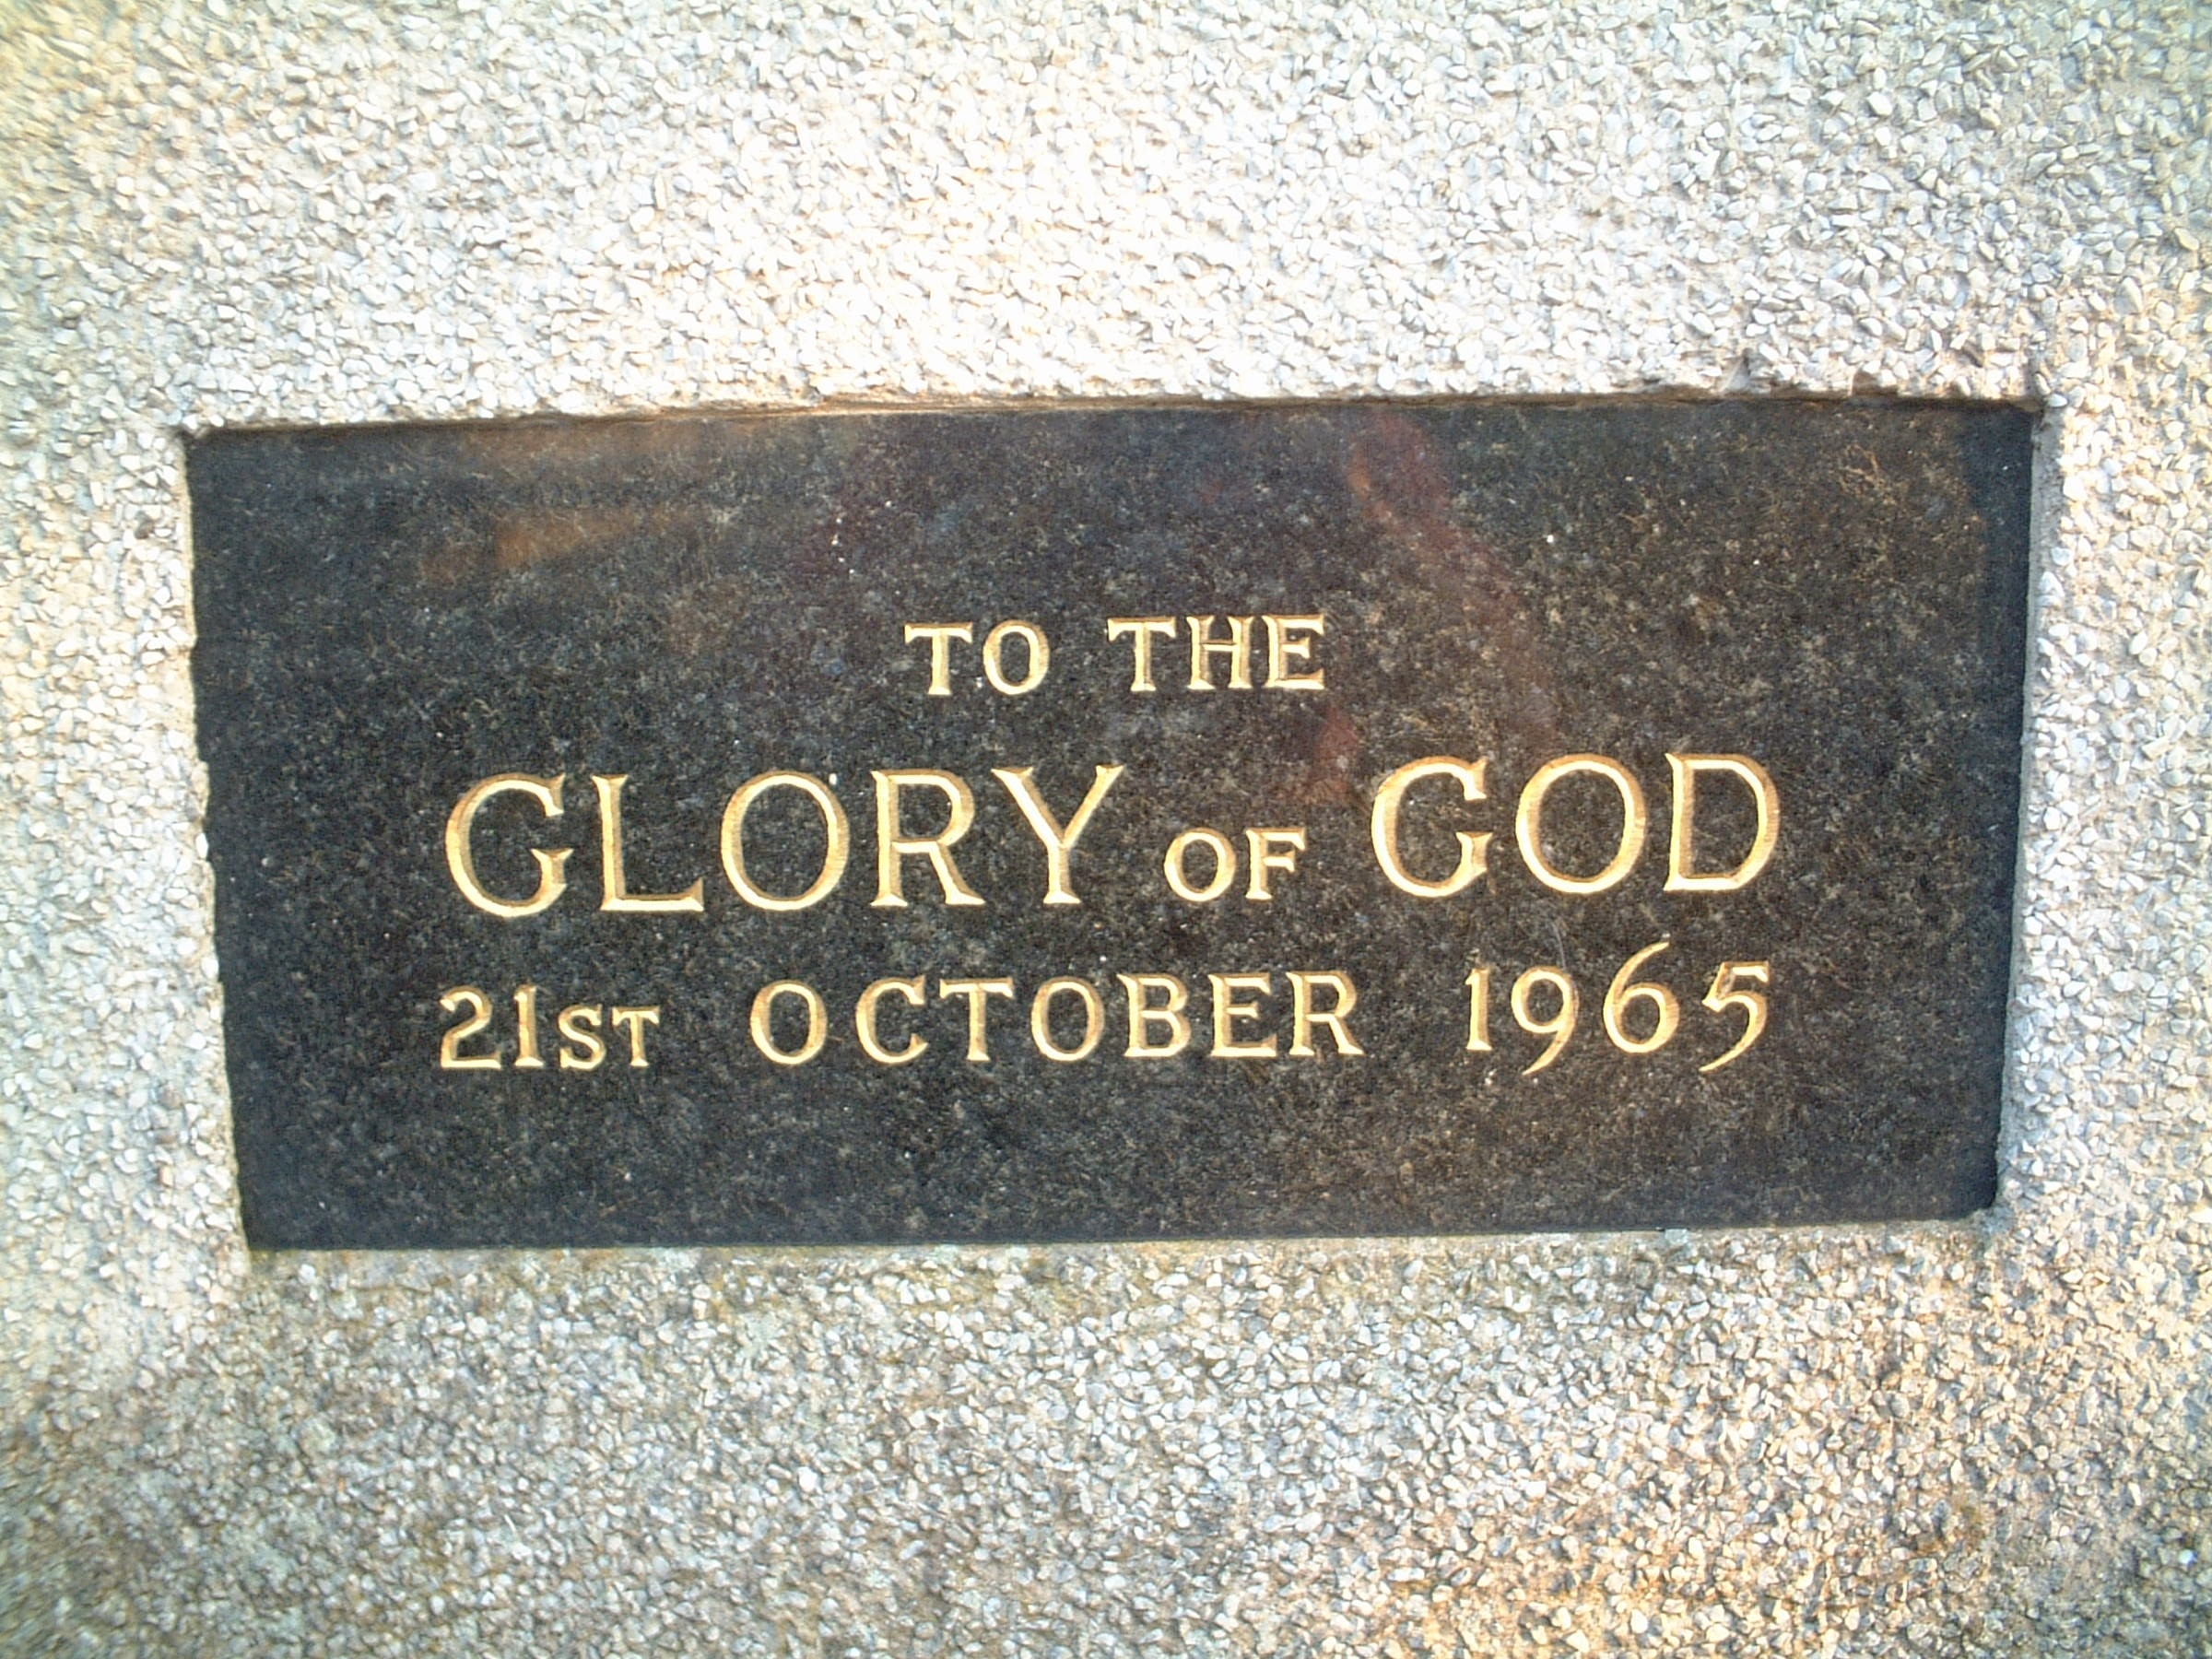 TO THE
GLORY OF GOD
21ST OCTOBER 1965